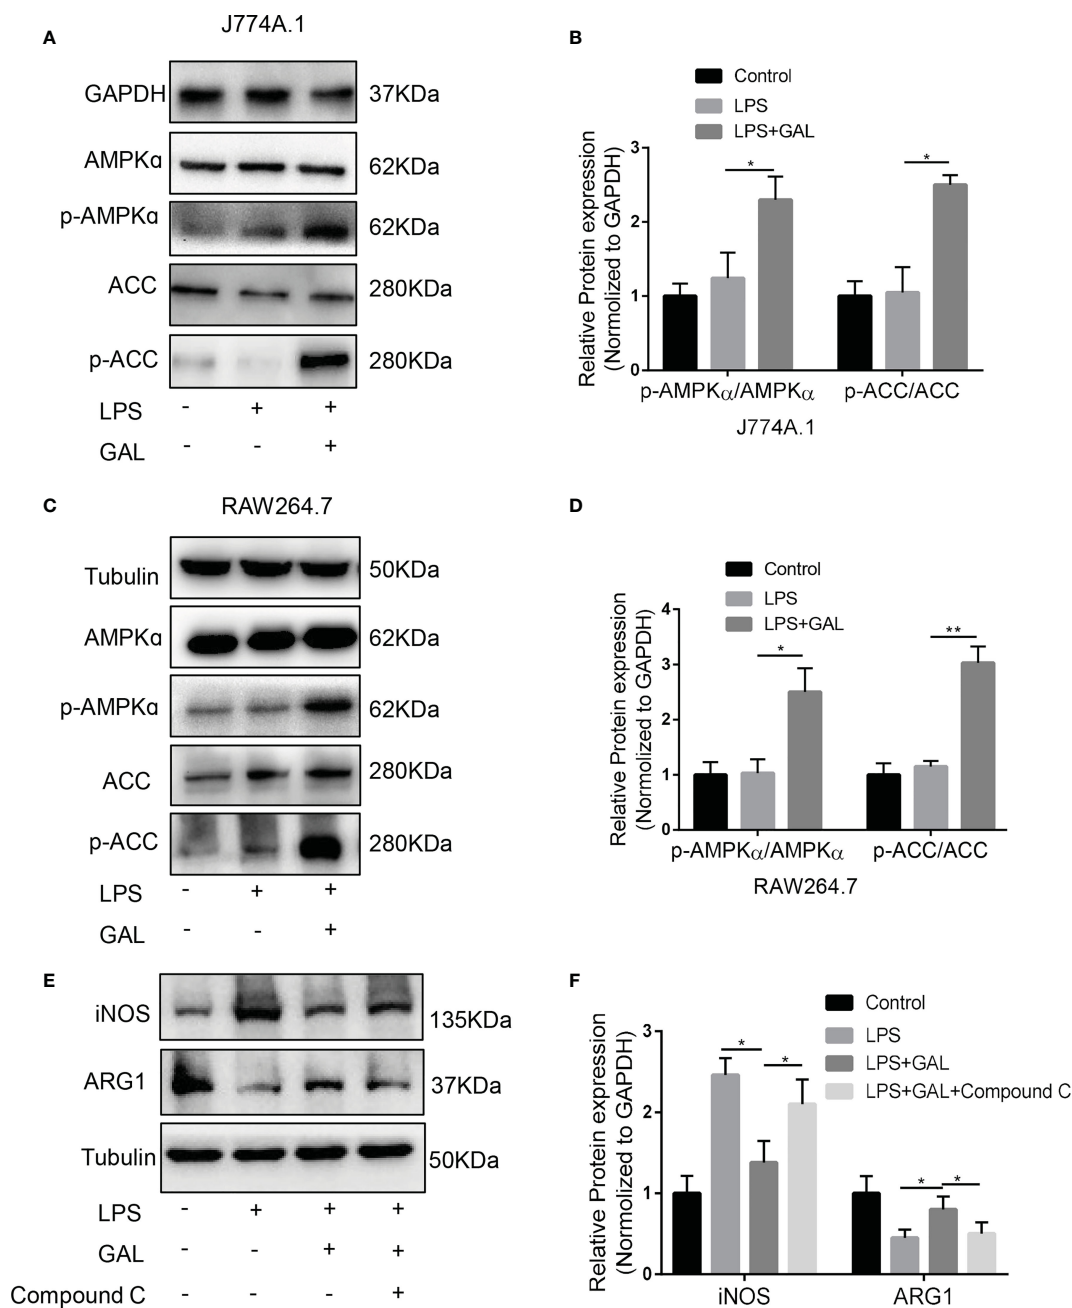 A
J774A.1
GAPDH 37KDa
AMPKα 62KDa
p-AMPKα 62KDa
ACC 280KDa
p-ACC 280KDa
LPS - + +
GAL - - +
B
Control
LPS
LPS+GAL
Relative Protein expression
(Normolized to GAPDH)
3
2
1
0
* *
p-AMPKα/AMPKα p-ACC/ACC
J774A.1
C
RAW264.7
Tubulin 50KDa
AMPKα 62KDa
p-AMPKα 62KDa
ACC 280KDa
p-ACC 280KDa
LPS - + +
GAL - - +
D
Control
LPS
LPS+GAL
Relative Protein expression
(Normolized to GAPDH)
4
3
2
1
0
* **
p-AMPKα/AMPKα p-ACC/ACC
RAW264.7
E
iNOS 135KDa
ARG1 37KDa
Tubulin 50KDa
LPS - + + +
GAL - - + +
Compound C - - - +
F
Control
LPS
LPS+GAL
LPS+GAL+Compound C
Relative Protein expression
(Normolized to GAPDH)
3
2
1
0
* * * *
iNOS ARG1